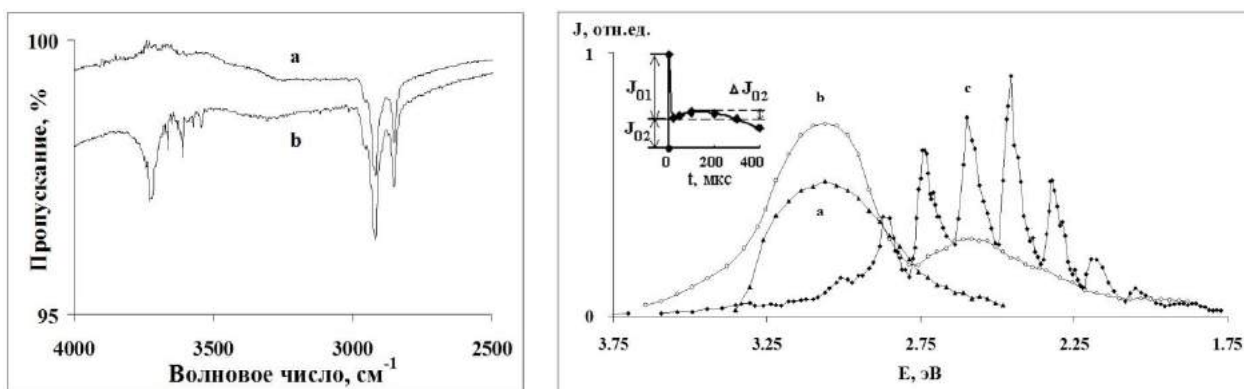 100
Пропускание, %
a
b
95
4000
3500
3000
2500
Волновое число, см-1
J, отн.ед.
1
J01
J02
Δ J02
0
200
400
t, мкс
b
a
c
0
3.75
3.25
2.75
2.25
1.75
E, эВ